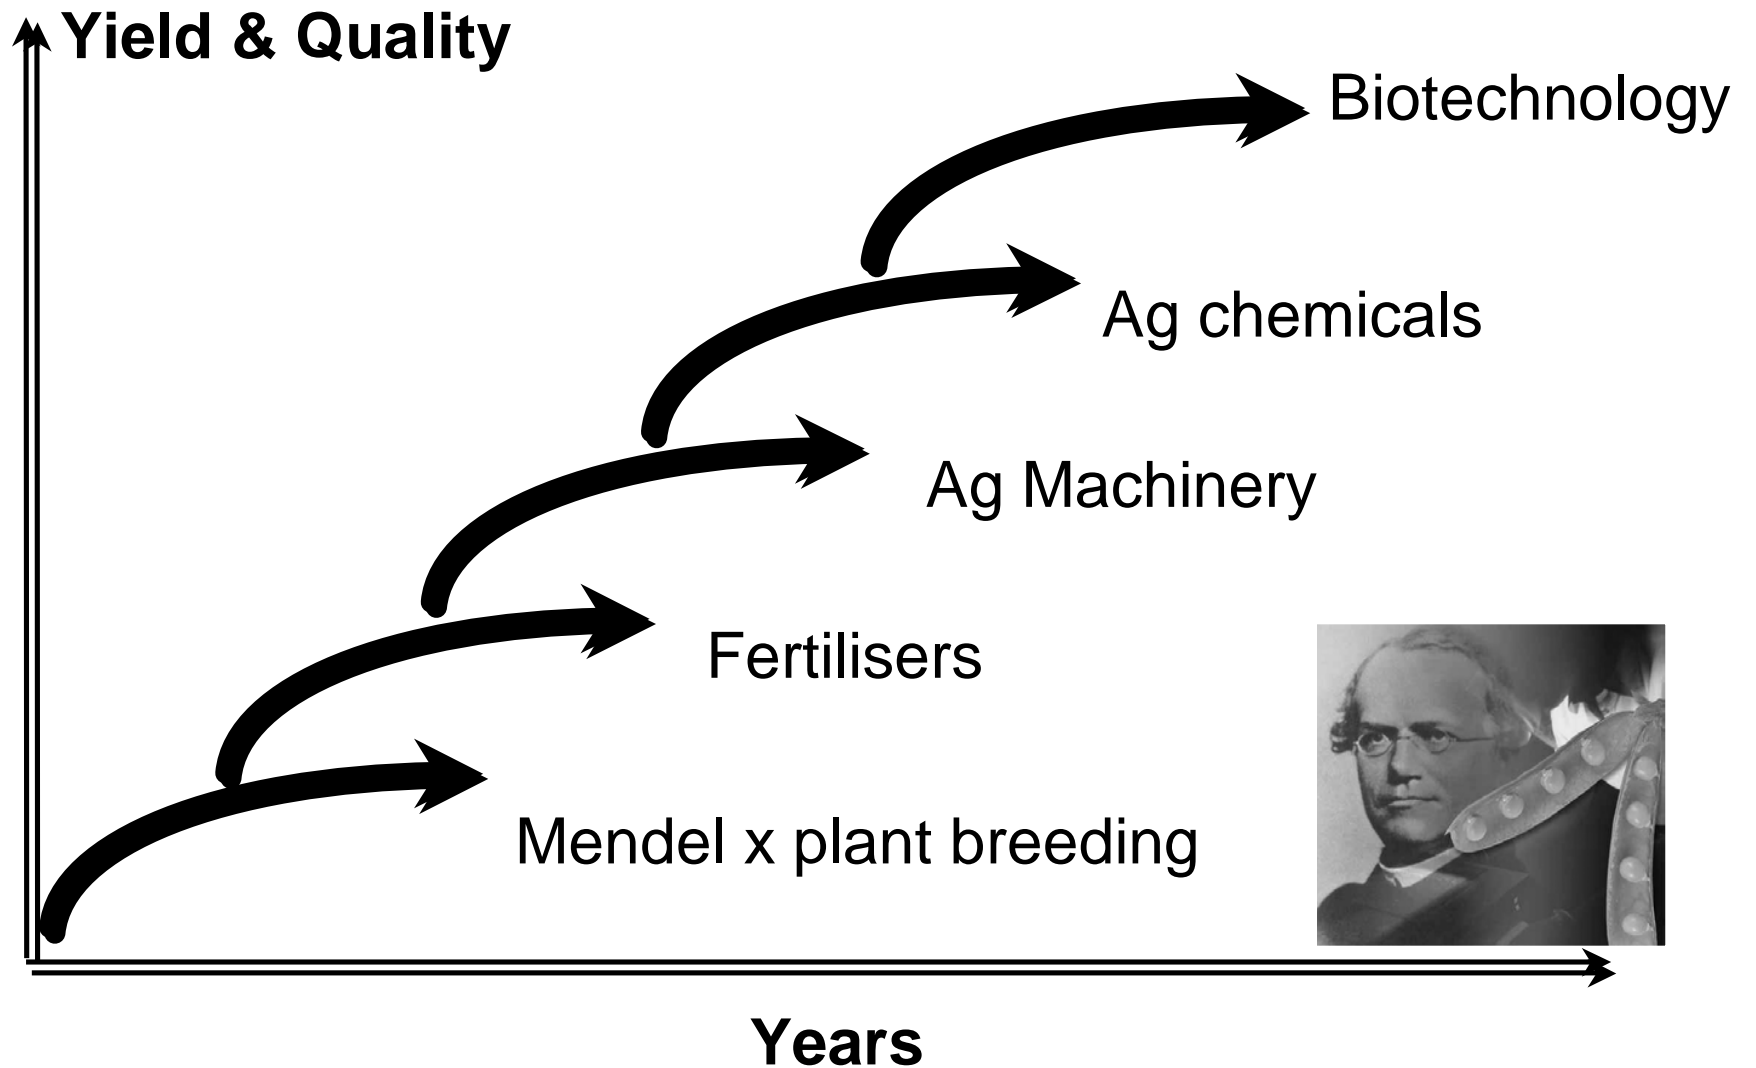 Yield & Quality
Biotechnology
Ag chemicals
Ag Machinery
Fertilisers
Mendel x plant breeding
Years